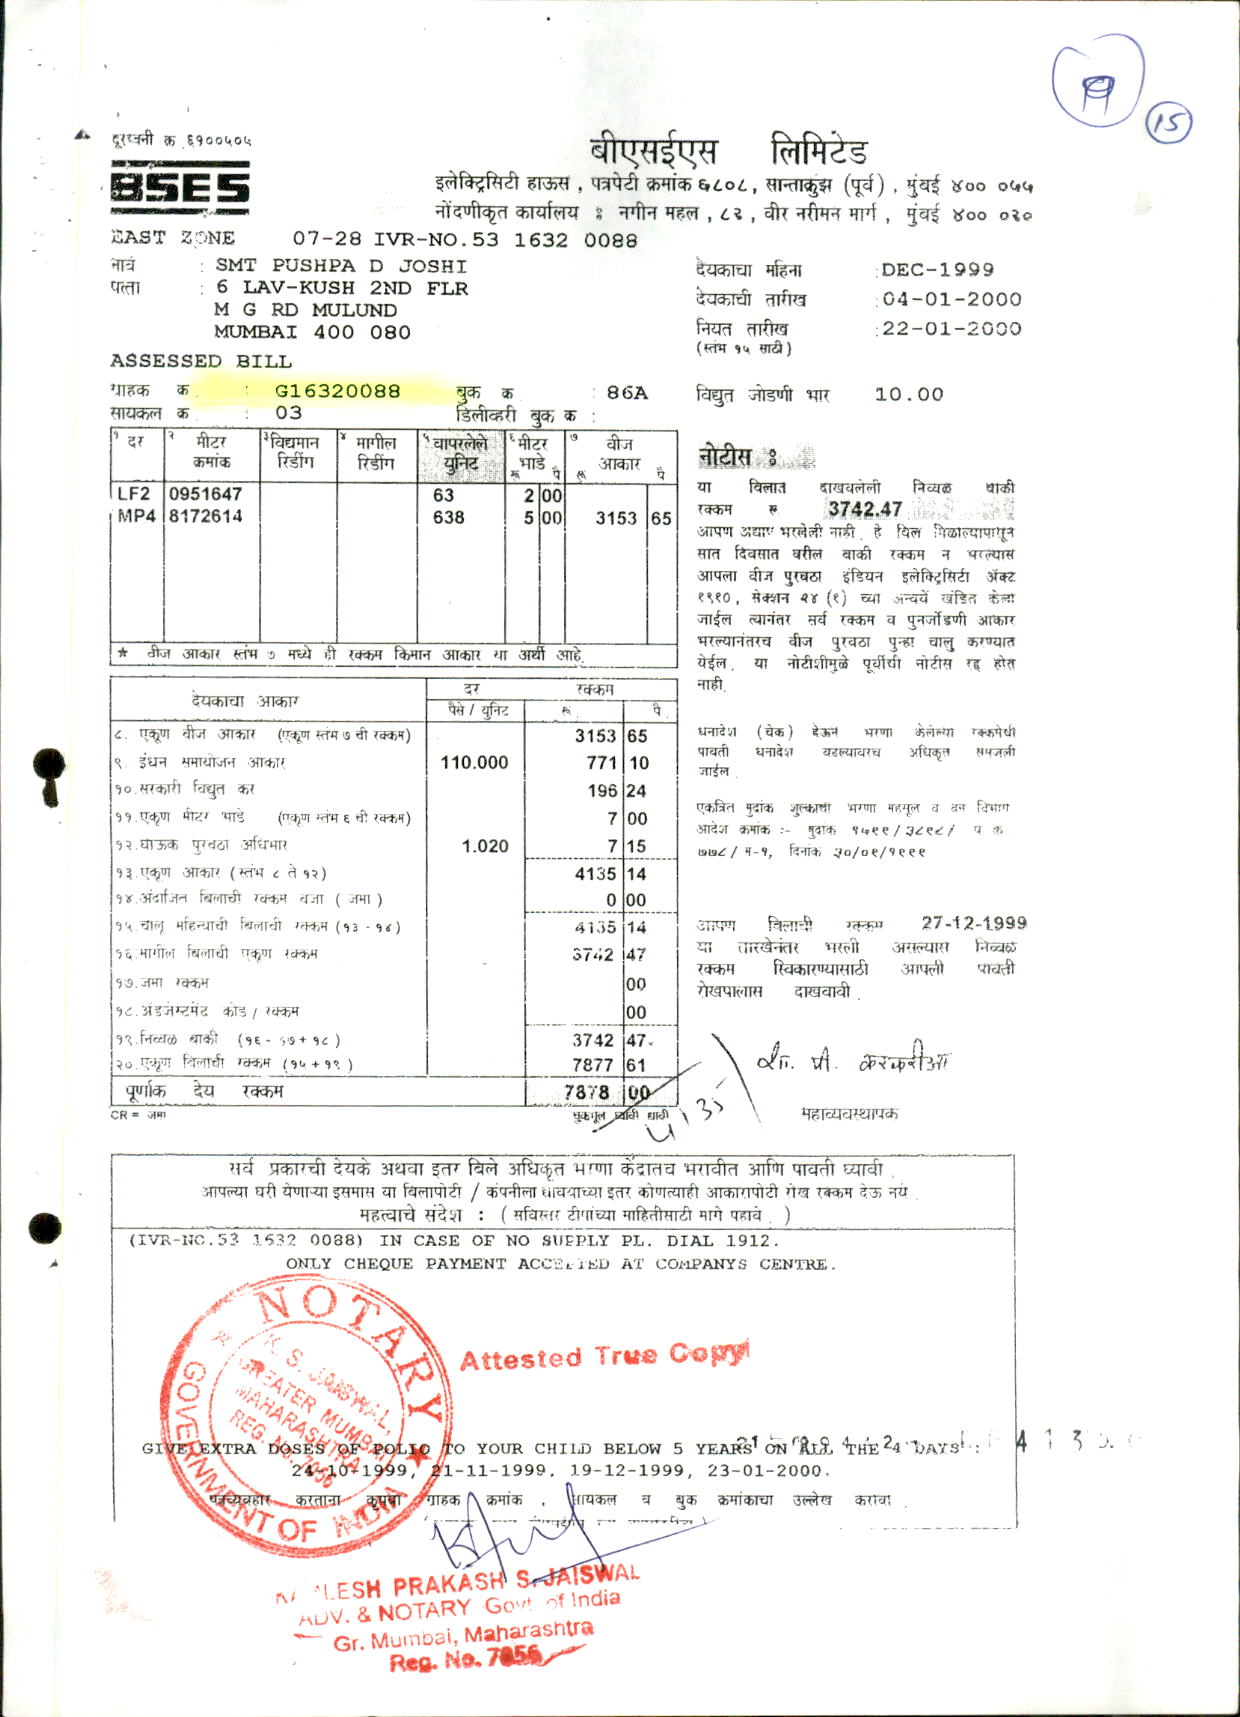 15
दूरध्वनी क्र ६१००५०५
BSES
बीएसईएस लिमिटेड
इलेक्ट्रिसिटी हाऊस , पत्रपेटी क्रमांक ६८०८, सान्ताक्रुझ (पूर्व) , मुंबई ४०० ०५५
नोंदणीकृत कार्यालय : नगीन महल , ८२ , वीर नरीमन मार्ग , मुंबई ४०० ०२०
EAST ZONE 07-28 IVR-NO.53 1632 0088
नाव : SMT PUSHPA D JOSHI
पत्ता : 6 LAV-KUSH 2ND FLR
M G RD MULUND
MUMBAI 400 080
देयकाचा महिना :DEC-1999
देयकाची तारीख :04-01-2000
नियत तारीख :22-01-2000
(स्तंभ १५ साठी)
ASSESSED BILL
ग्राहक क्र : G16320088 बुक क्र : 86A
सायकल क्र : 03 डिलीव्हरी बुक क्र :
विद्युत जोडणी भार 10.00
१ दर २ मीटर क्रमांक ३ विद्यमान रिडींग ४ मागील रिडींग ५ वापरलेले युनिट ६ मीटर भाडे रू पै ७ वीज आकार रू पै
LF2 0951647 63 2 00
MP4 8172614 638 5 00 3153 65
* वीज आकार स्तंभ ७ मध्ये ही रक्कम किमान आकार या अर्थी आहे.
नोटीस :
या बिलात दाखवलेली निव्वळ बाकी
रक्कम रू 3742.47
आपण अद्याप भरलेली नाही. हे बिल मिळाल्यापासून
सात दिवसात वरील बाकी रक्कम न भरल्यास
आपला वीज पुरवठा इंडियन इलेक्ट्रिसिटी ॲक्ट
१९१०, सेक्शन २४ (१) च्या अन्वयें खंडित केला
जाईल त्यानंतर सर्व रक्कम व पुनर्जोडणी आकार
भरल्यानंतरच वीज पुरवठा पुन्हा चालु करण्यात
येईल. या नोटीशीमुळे पूर्वीची नोटीस रद्द होत
नाही.
देयकाचा आकार दर पैसे / युनिट रक्कम रू पै
८. एकूण वीज आकार (एकूण स्तंभ ७ ची रक्कम) 3153 65
९. इंधन समायोजन आकार 110.000 771 10
१०. सरकारी विद्युत कर 196 24
११. एकूण मीटर भाडे (एकूण स्तंभ ६ ची रक्कम) 7 00
१२. घाऊक पुरवठा अधिभार 1.020 7 15
१३. एकूण आकार (स्तंभ ८ ते १२) 4135 14
१४. अंदाजित बिलाची रक्कम वजा ( जमा ) 0 00
१५. चालू महिन्याची बिलाची रक्कम (१३ - १४) 4135 14
१६. मागील बिलाची एकूण रक्कम 3742 47
१७. जमा रक्कम 00
१८. अ‍ॅडजेस्टमेंट कोड / रक्कम 00
१९. निव्वळ बाकी (१६ - १७ + १८) 3742 47
२०. एकूण बिलाची रक्कम (१५ + १९) 7877 61
पूर्णांक देय रक्कम 7878 00
CR = जमा चुकभूल द्यावी घ्यावी
4135
धनादेश (चेक) देऊन भरणा केलेल्या रकमेची
पावती धनादेश वटल्यावरच अधिकृत समजली
जाईल.
एकत्रित मुद्रांक शुल्काची भरणा महसूल व वन विभाग
आदेश क्रमांक :- मुद्रांक १५९९/३८९८/ प्र क्र
७७८/ म-१, दिनांक ३०/०९/१९९९
आपण बिलाची रक्कम 27-12-1999
या तारखेनंतर भरली असल्यास निव्वळ
रक्कम स्विकारण्यासाठी आपली पावती
रोखपालास दाखवावी.
महाव्यवस्थापक
सर्व प्रकारची देयके अथवा इतर बिले अधिकृत भरणा केंद्रातच भरावीत आणि पावती घ्यावी
आपल्या घरी येणाऱ्या इसमास या बिलापोटी / कंपनीला द्यावयाच्या इतर कोणत्याही आकारापोटी रोख रक्कम देऊ नये.
महत्वाचे संदेश : ( सविस्तर टीपांच्या माहितीसाठी मागे पहावे. )
(IVR-NO.53 1632 0088) IN CASE OF NO SUPPLY PL. DIAL 1912.
ONLY CHEQUE PAYMENT ACCEPTED AT COMPANYS CENTRE.
NOTARY
GOVERNMENT OF INDIA
K. S. JAISWAL,
GREATER MUMBAI
MAHARASHTRA
REG. No. 7056
Attested True Copy
GIVE EXTRA DOSES OF POLIO TO YOUR CHILD BELOW 5 YEARS ON ALL THE 4 DAYS :
24-10-1999, 21-11-1999, 19-12-1999, 23-01-2000.
पत्रव्यवहार करताना कृपया ग्राहक क्रमांक , सायकल व बुक क्रमांकाचा उल्लेख करावा.
PRAKASH S. JAISWAL
ADV. & NOTARY Govt. of India
Gr. Mumbai, Maharashtra
Reg. No. 7056